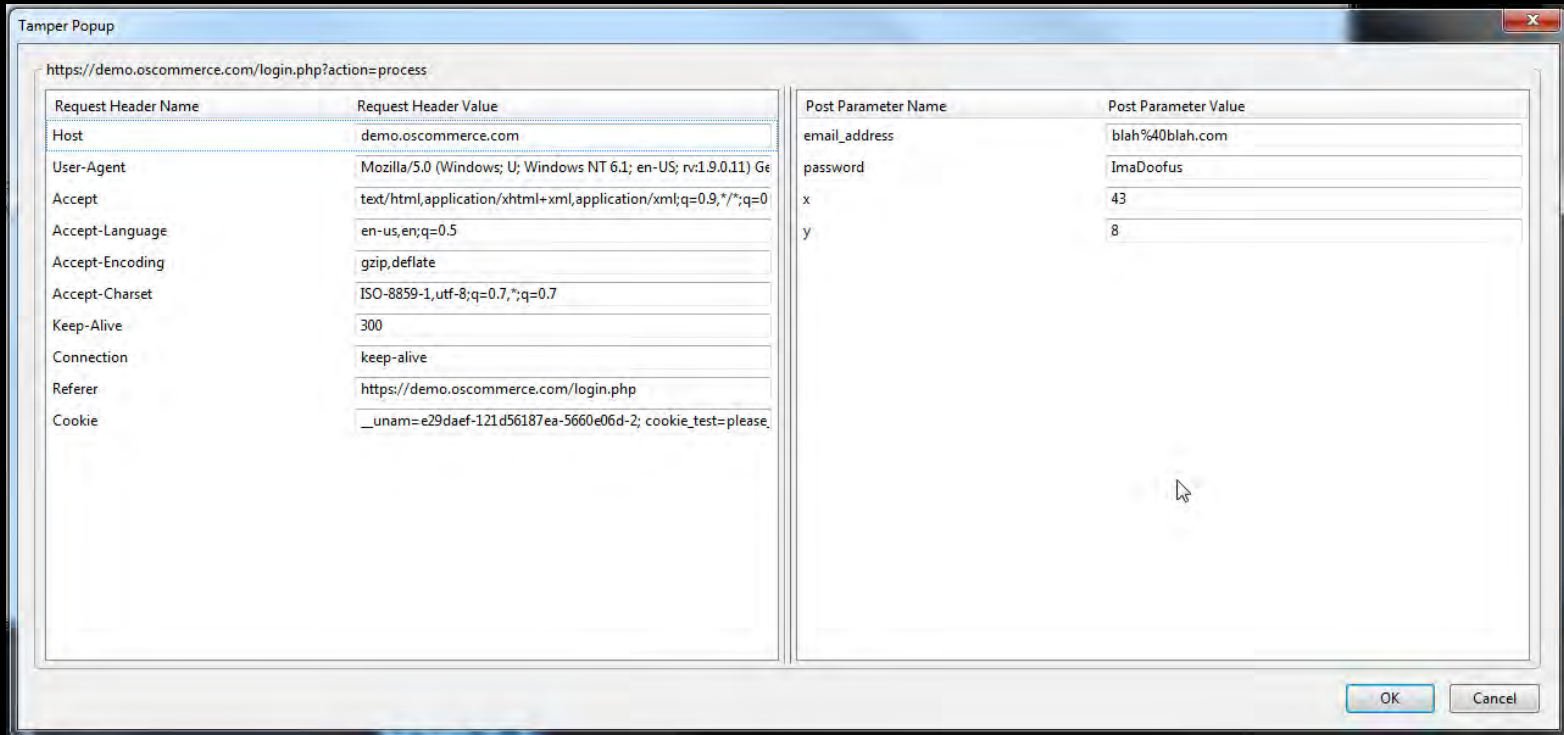 Tamper Popup
https://demo.oscommerce.com/login.php?action=process
Request Header Name Request Header Value
Host demo.oscommerce.com
User-Agent Mozilla/5.0 (Windows; U; Windows NT 6.1; en-US; rv:1.9.0.11) Ge
Accept text/html,application/xhtml+xml,application/xml;q=0.9,*/*;q=0
Accept-Language en-us,en;q=0.5
Accept-Encoding gzip,deflate
Accept-Charset ISO-8859-1,utf-8;q=0.7,*;q=0.7
Keep-Alive 300
Connection keep-alive
Referer https://demo.oscommerce.com/login.php
Cookie __unam=e29daef-121d56187ea-5660e06d-2; cookie_test=please_
Post Parameter Name Post Parameter Value
email_address blah%40blah.com
password ImaDoofus
x 43
y 8
OK Cancel